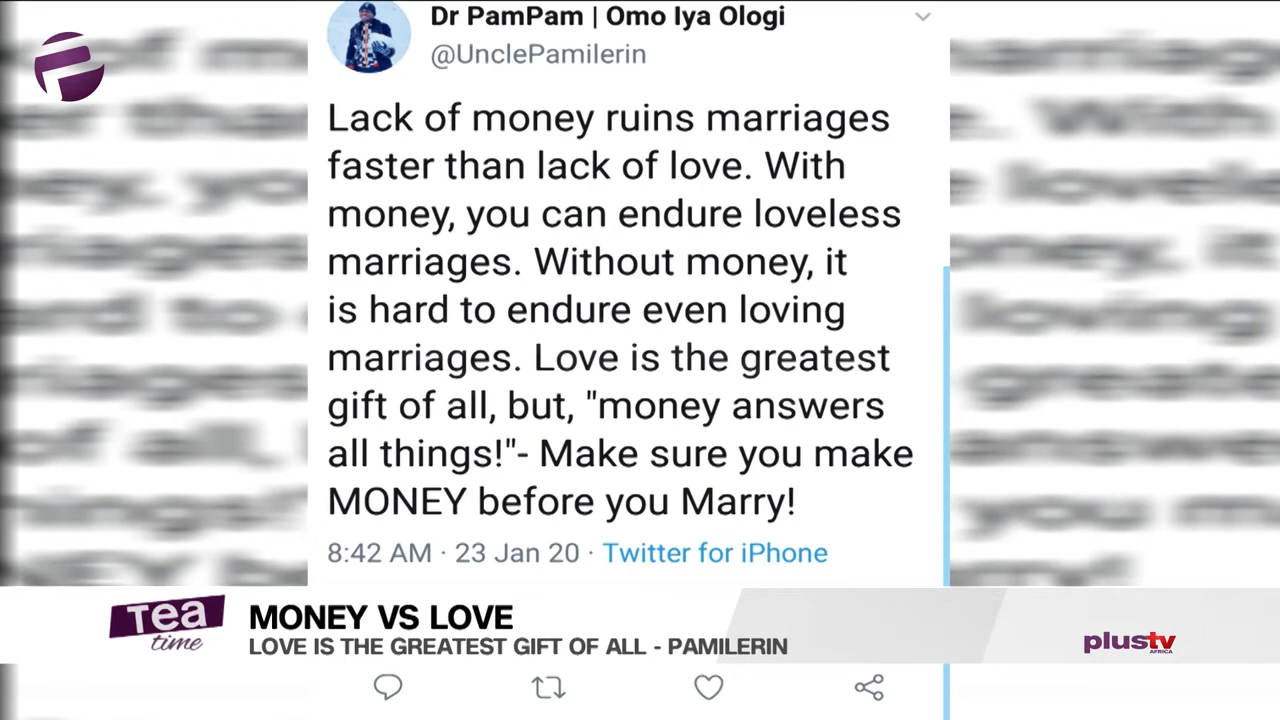 Dr PamPam | Omo Iya Ologi
@UnclePamilerin
Lack of money ruins marriages
faster than lack of love. With
money, you can endure loveless
marriages. Without money, it
is hard to endure even loving
marriages. Love is the greatest
gift of all, but, "money answers
all things!"- Make sure you make
MONEY before you Marry!
8:42 AM · 23 Jan 20 · Twitter for iPhone
Tea
time
MONEY VS LOVE
LOVE IS THE GREATEST GIFT OF ALL - PAMILERIN
plustv
AFRICA